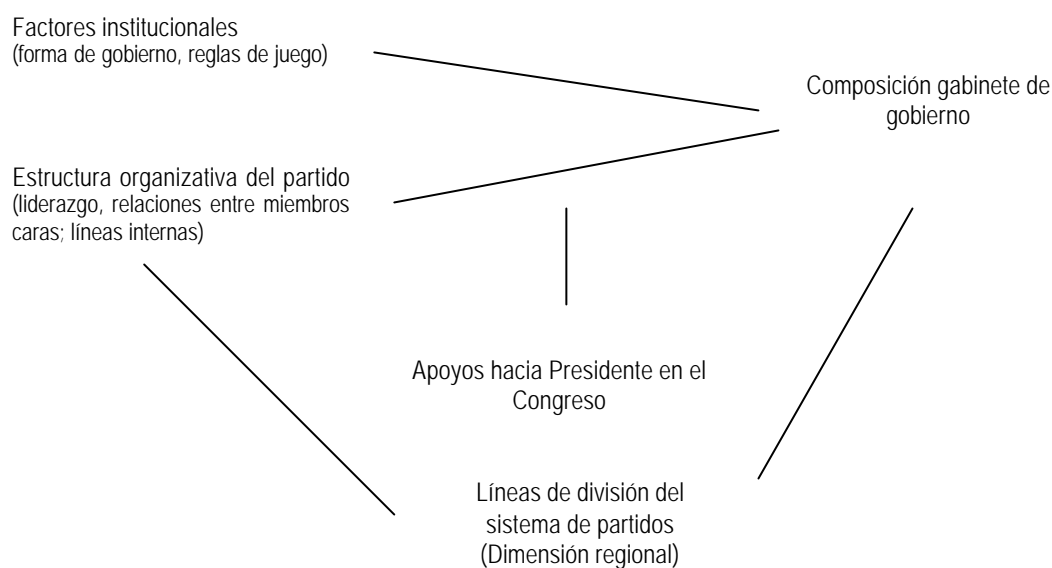 Factores institucionales
(forma de gobierno, reglas de juego)
Composición gabinete de
gobierno
Estructura organizativa del partido
(liderazgo, relaciones entre miembros
caras; líneas internas)
Apoyos hacia Presidente en el
Congreso
Líneas de división del
sistema de partidos
(Dimensión regional)